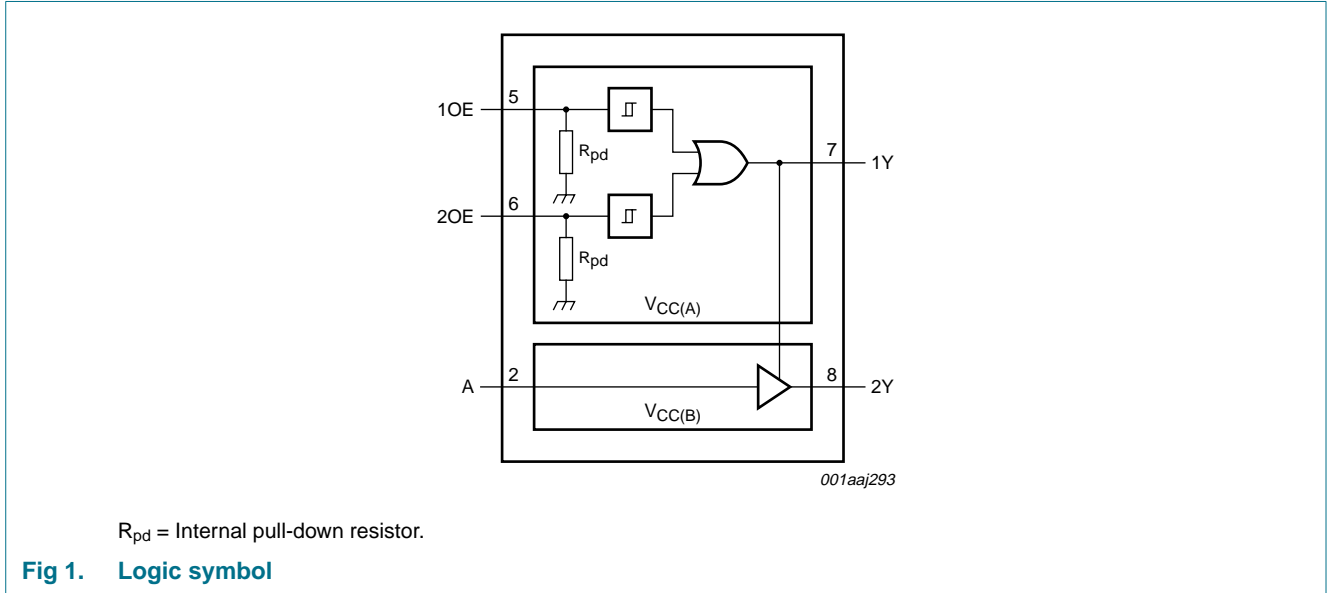 1OE
5
Rpd
2OE
6
Rpd
7
1Y
VCC(A)
A
2
8
2Y
VCC(B)
001aaj293
Rpd = Internal pull-down resistor.
Fig 1. Logic symbol